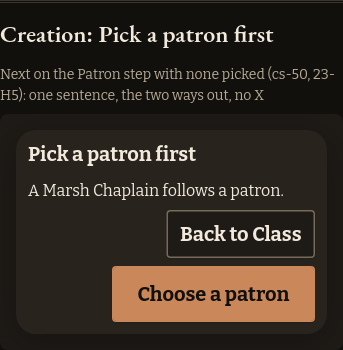 Creation: Pick a patron first
Next on the Patron step with none picked (cs-50, 23-
H5): one sentence, the two ways out, no X
Pick a patron first
A Marsh Chaplain follows a patron.
Back to Class
Choose a patron